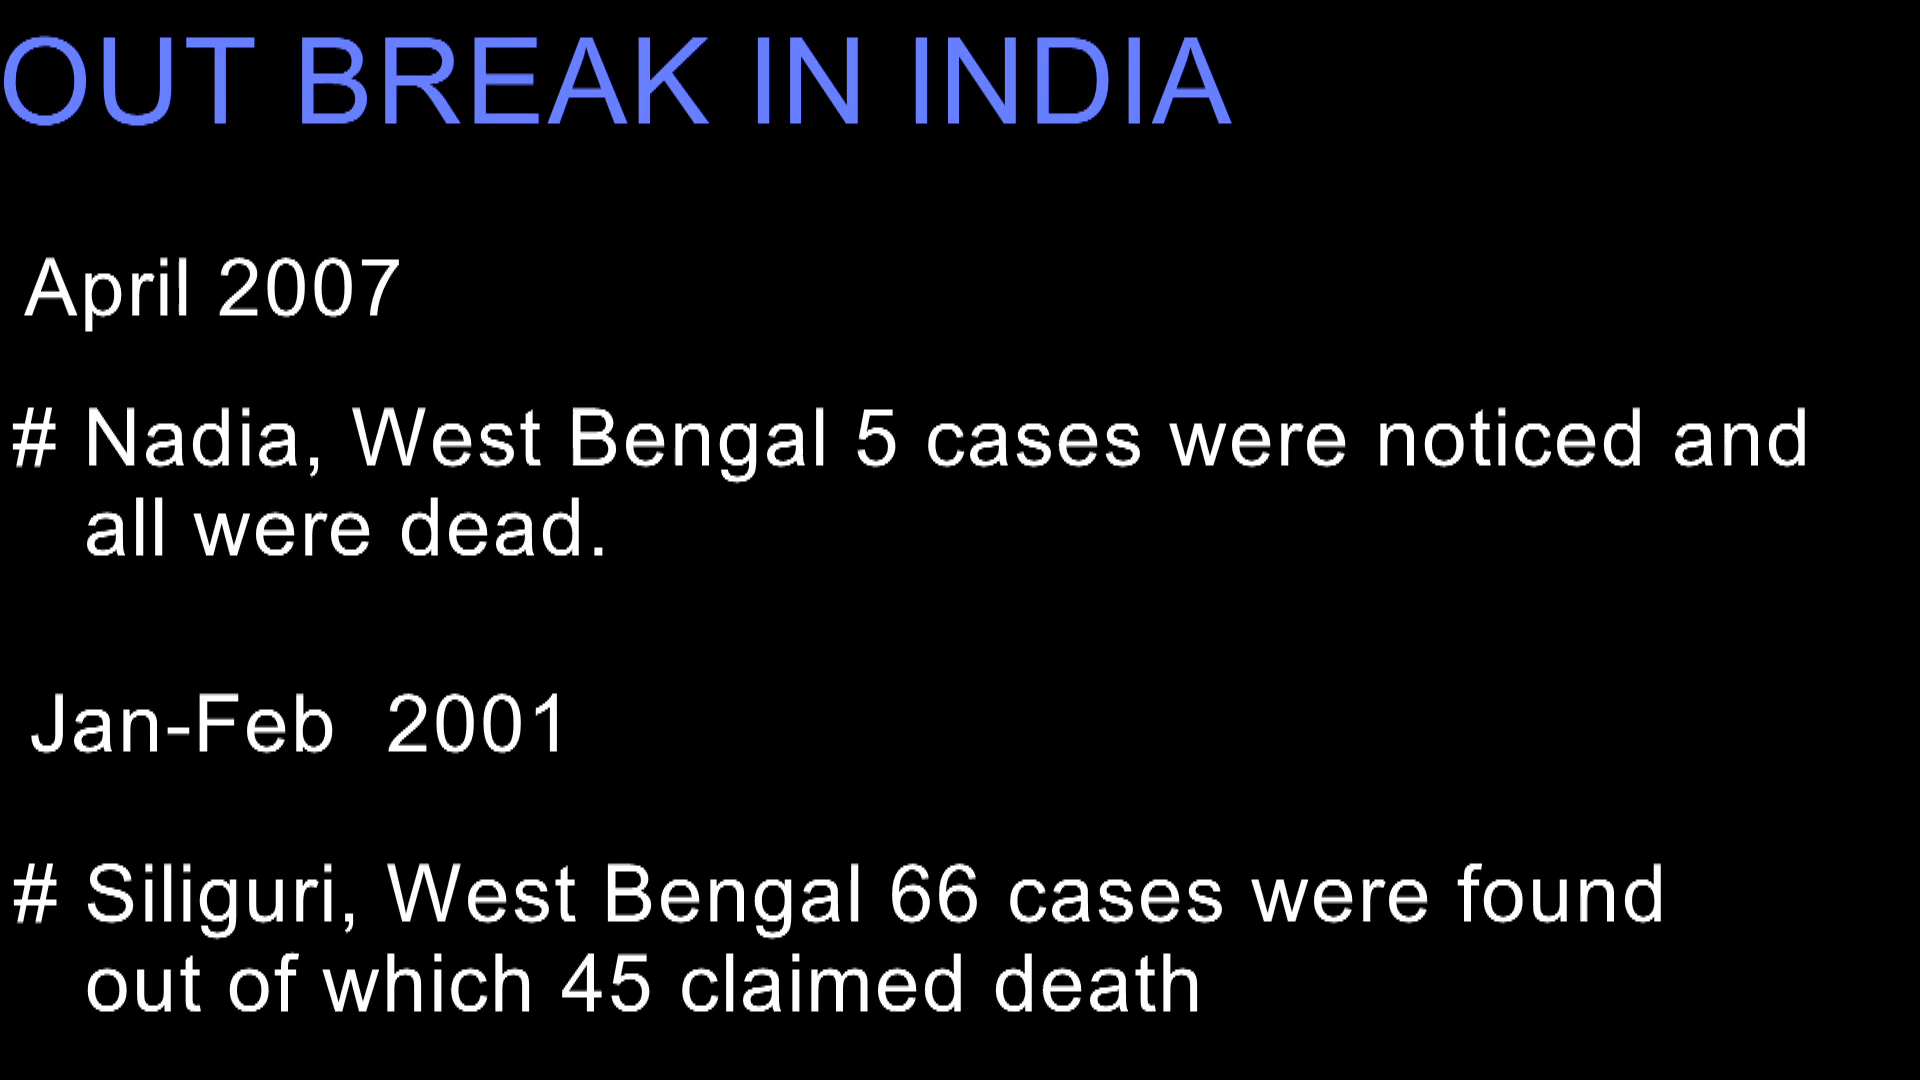 OUT BREAK IN INDIA
April 2007
# Nadia, West Bengal 5 cases were noticed and
all were dead.
Jan-Feb 2001
# Siliguri, West Bengal 66 cases were found
out of which 45 claimed death